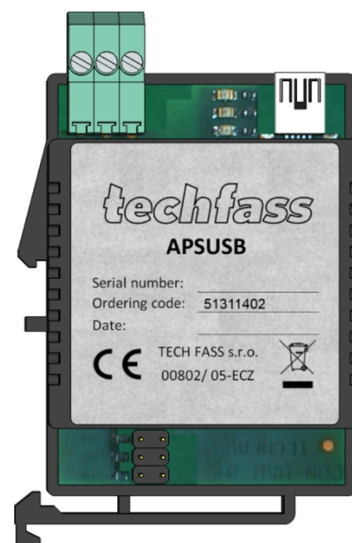 techfass
APSUSB
Serial number:
Ordering code: 51311402
Date:
CE TECH FASS s.r.o.
00802/ 05-ECZ